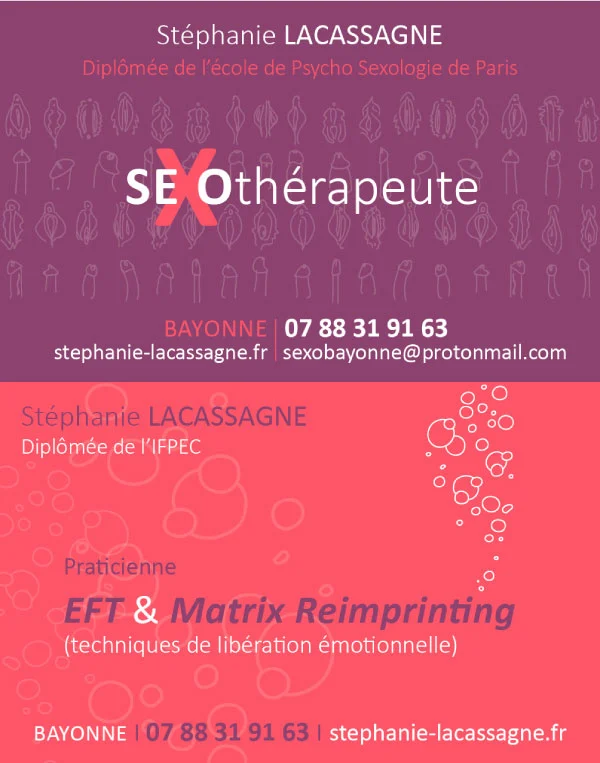 Stéphanie LACASSAGNE
Diplômée de l’école de Psycho Sexologie de Paris
SEXOthérapeute
BAYONNE | 07 88 31 91 63
stephanie-lacassagne.fr | sexobayonne@protonmail.com
Stéphanie LACASSAGNE
Diplômée de l’IFPEC
Praticienne
EFT & Matrix Reimprinting
(techniques de libération émotionnelle)
BAYONNE | 07 88 31 91 63 | stephanie-lacassagne.fr